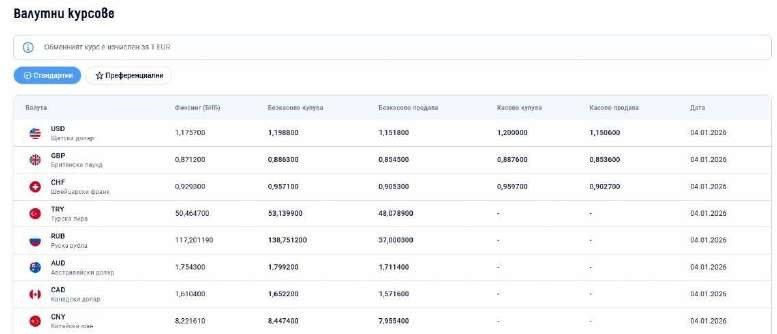 Валутни курсове
Обменният курс е изчислен за 1 EUR
Стандартни Преференциални
Валута Фиксинг (БНБ) Безкасово купува Безкасово продава Касово купува Касово продава Дата
USD
Щатски долар 1,175700 1,198800 1,151800 1,200000 1,150600 04.01.2026
GBP
Британски паунд 0,871200 0,886300 0,854500 0,887600 0,853600 04.01.2026
CHF
Швейцарски франк 0,929300 0,957100 0,905300 0,959700 0,902700 04.01.2026
TRY
Турска лира 50,464700 53,139900 48,078900 - - 04.01.2026
RUB
Руска рубла 117,201190 138,751200 37,000300 - - 04.01.2026
AUD
Австралийски долар 1,754300 1,799200 1,711400 - - 04.01.2026
CAD
Канадски долар 1,610400 1,652200 1,571600 - - 04.01.2026
CNY
Китайски юан 8,221610 8,447400 7,955400 - - 04.01.2026